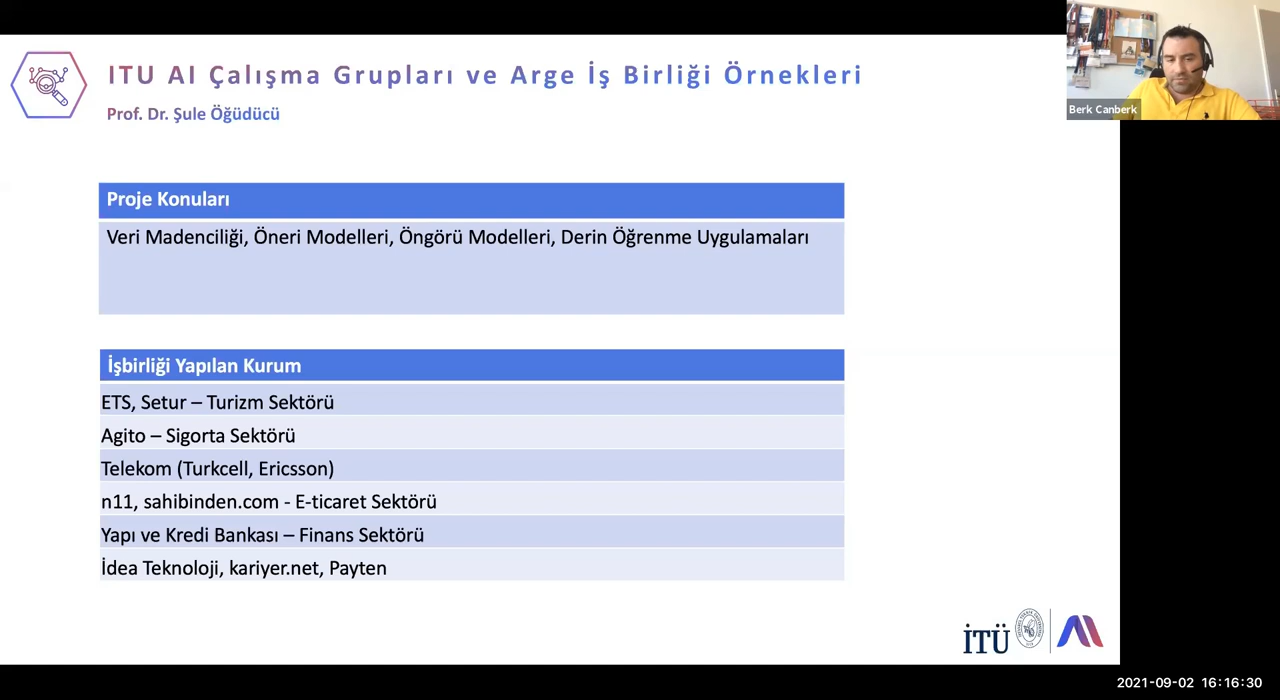 ITU AI Çalışma Grupları ve Arge İş Birliği Örnekleri
Prof. Dr. Şule Öğüdücü
Berk Canberk
Proje Konuları
Veri Madenciliği, Öneri Modelleri, Öngörü Modelleri, Derin Öğrenme Uygulamaları
İşbirliği Yapılan Kurum
ETS, Setur – Turizm Sektörü
Agito – Sigorta Sektörü
Telekom (Turkcell, Ericsson)
n11, sahibinden.com - E-ticaret Sektörü
Yapı ve Kredi Bankası – Finans Sektörü
İdea Teknoloji, kariyer.net, Payten
İTÜ
2021-09-02 16:16:30